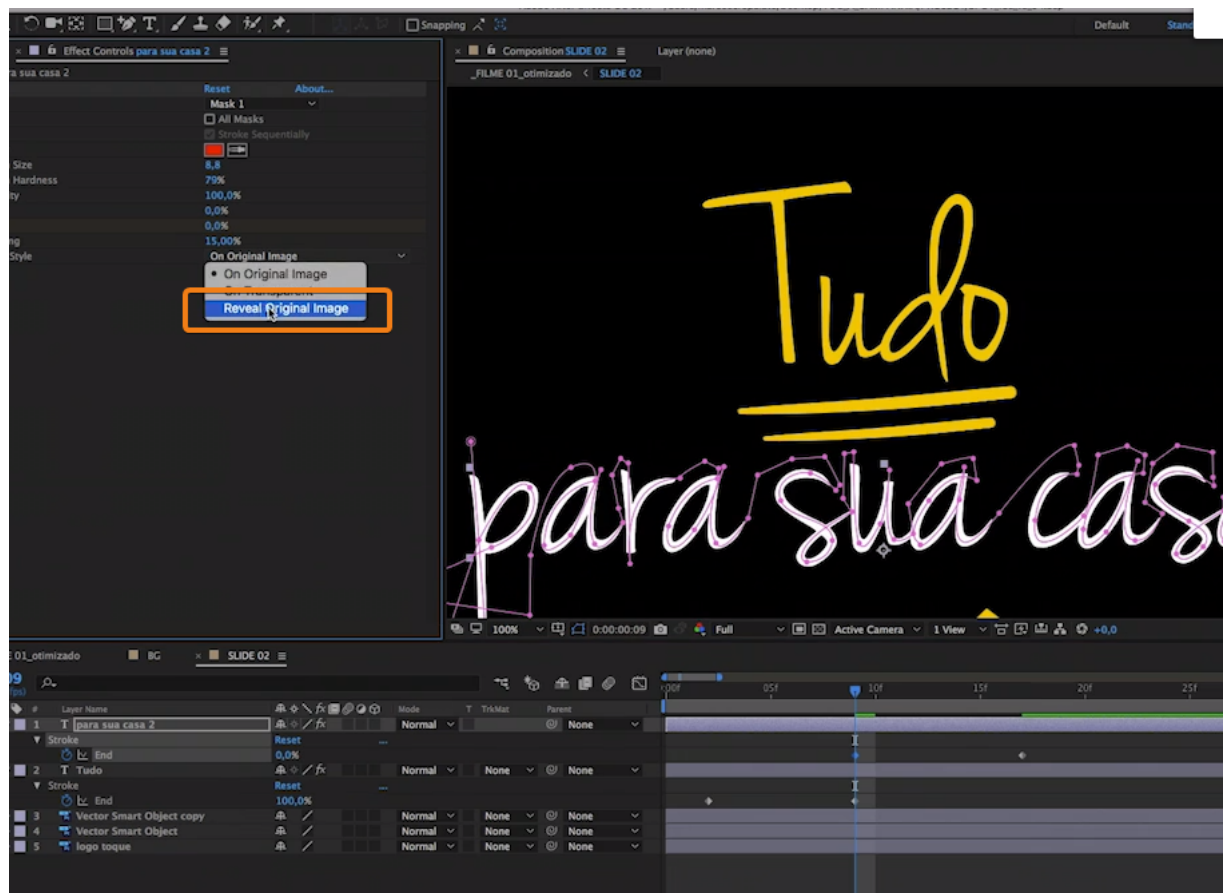 Snapping
Default
Effect Controls para sua casa 2
Composition SLIDE 02
Layer (none)
a sua casa 2
_FILME 01_otimizado
SLIDE 02
Reset
About...
Mask 1
All Masks
Stroke Sequentially
Size
8,8
Hardness
79%
ty
100,0%
0,0%
0,0%
ng
15,00%
Style
On Original Image
On Original Image
On Transparent
Reveal Original Image
Tudo
para sua casa
100%
0:00:00:09
Full
Active Camera
1 View
+0,0
01_otimizado
BG
SLIDE 02
09
fps)
:00f
05f
10f
15f
20f
25f
#
Layer Name
Mode
T TrkMat
Parent
1 T para sua casa 2
Normal
None
Stroke
Reset
...
End
0,0%
2 T Tudo
Normal
None
None
Stroke
Reset
...
End
100,0%
3 Vector Smart Object copy
Normal
None
None
4 Vector Smart Object
Normal
None
None
5 logo toque
Normal
None
None